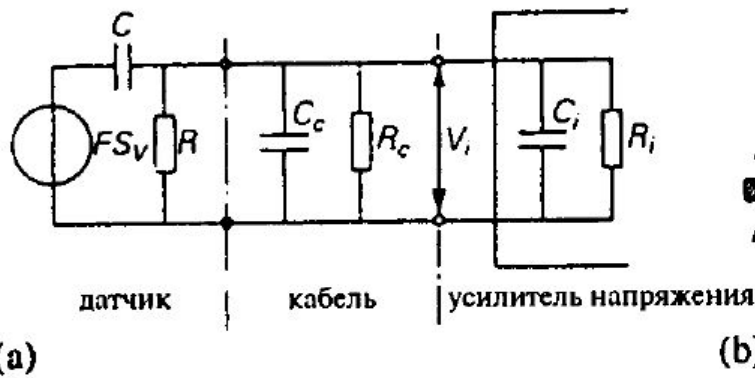 C
FS_V R C_c R_c V_i C_i R_i
датчик кабель усилитель напряжения
(a) (b)